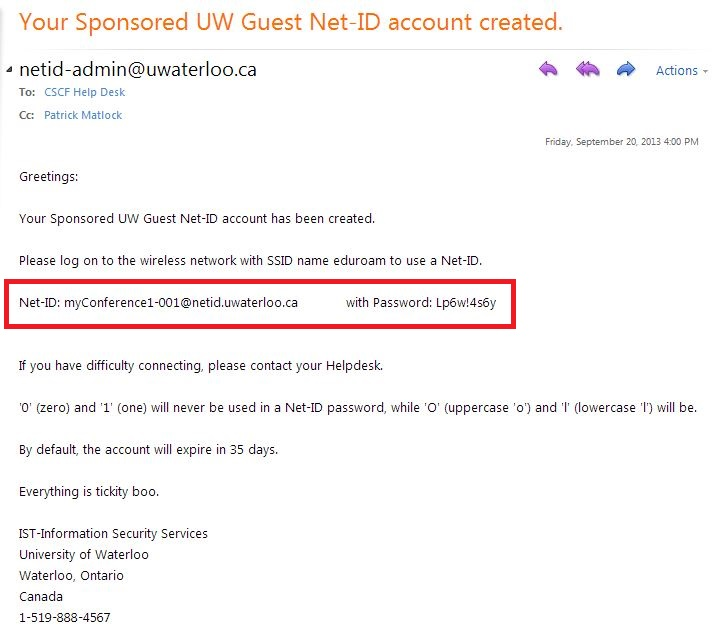 Your Sponsored UW Guest Net-ID account created.
netid-admin@uwaterloo.ca
Actions
To: CSCF Help Desk
Cc: Patrick Matlock
Friday, September 20, 2013 4:00 PM
Greetings:
Your Sponsored UW Guest Net-ID account has been created.
Please log on to the wireless network with SSID name eduroam to use a Net-ID.
Net-ID: myConference1-001@netid.uwaterloo.ca with Password: Lp6w!4s6y
If you have difficulty connecting, please contact your Helpdesk.
'0' (zero) and '1' (one) will never be used in a Net-ID password, while 'O' (uppercase 'o') and 'l' (lowercase 'l') will be.
By default, the account will expire in 35 days.
Everything is tickity boo.
IST-Information Security Services
University of Waterloo
Waterloo, Ontario
Canada
1-519-888-4567